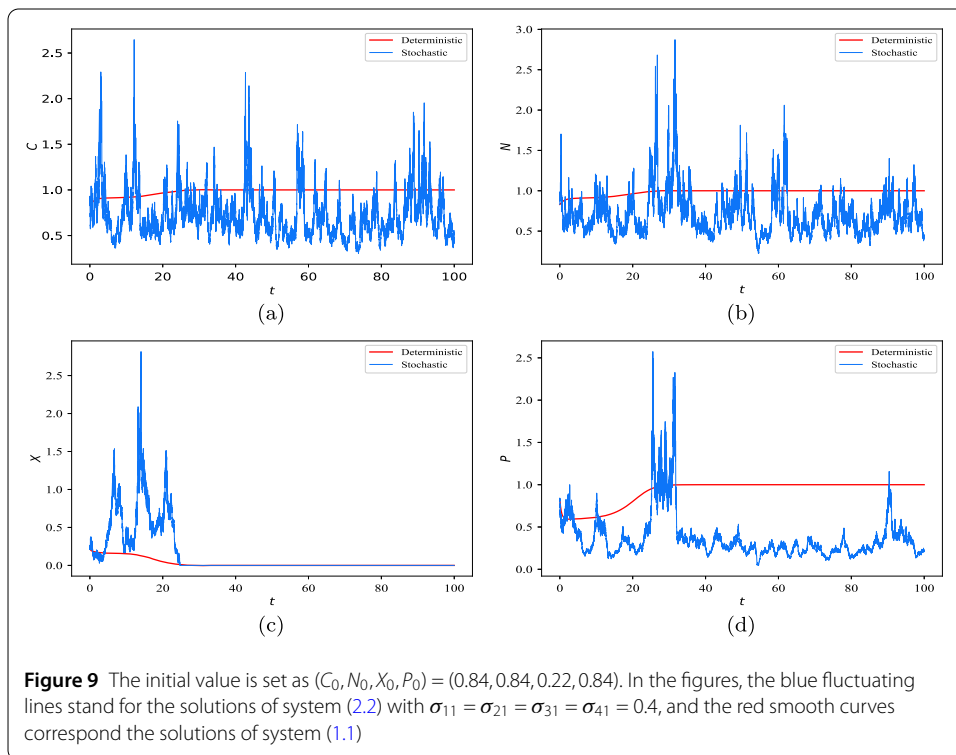 Deterministic
Stochastic
2.5
2.0
1.5
1.0
0.5
C
0
20
40
60
80
100
t
(a)
Deterministic
Stochastic
3.0
2.5
2.0
1.5
1.0
0.5
N
0
20
40
60
80
100
t
(b)
Deterministic
Stochastic
2.5
2.0
1.5
1.0
0.5
0.0
X
0
20
40
60
80
100
t
(c)
Deterministic
Stochastic
2.5
2.0
1.5
1.0
0.5
0.0
P
0
20
40
60
80
100
t
(d)
Figure 9 The initial value is set as (C₀, N₀, X₀, P₀) = (0.84, 0.84, 0.22, 0.84). In the figures, the blue fluctuating
lines stand for the solutions of system (2.2) with σ₁₁ = σ₂₁ = σ₃₁ = σ₄₁ = 0.4, and the red smooth curves
correspond the solutions of system (1.1)